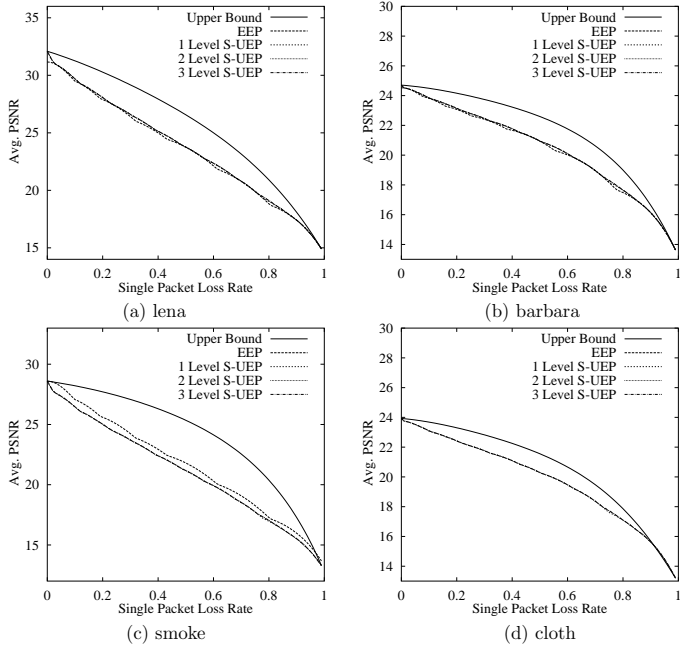 35
30
25
20
15
0 0.2 0.4 0.6 0.8 1
Avg. PSNR
Single Packet Loss Rate
Upper Bound
EEP
1 Level S-UEP
2 Level S-UEP
3 Level S-UEP
(a) lena
30
28
26
24
22
20
18
16
14
0 0.2 0.4 0.6 0.8 1
Avg. PSNR
Single Packet Loss Rate
Upper Bound
EEP
1 Level S-UEP
2 Level S-UEP
3 Level S-UEP
(b) barbara
30
25
20
15
0 0.2 0.4 0.6 0.8 1
Avg. PSNR
Single Packet Loss Rate
Upper Bound
EEP
1 Level S-UEP
2 Level S-UEP
3 Level S-UEP
(c) smoke
30
28
26
24
22
20
18
16
14
0 0.2 0.4 0.6 0.8 1
Avg. PSNR
Single Packet Loss Rate
Upper Bound
EEP
1 Level S-UEP
2 Level S-UEP
3 Level S-UEP
(d) cloth